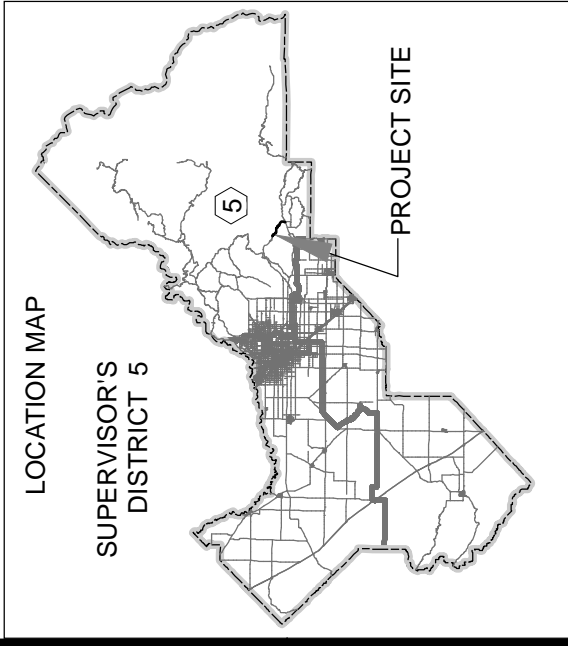 LOCATION MAP
SUPERVISOR'S
DISTRICT 5
5
PROJECT SITE